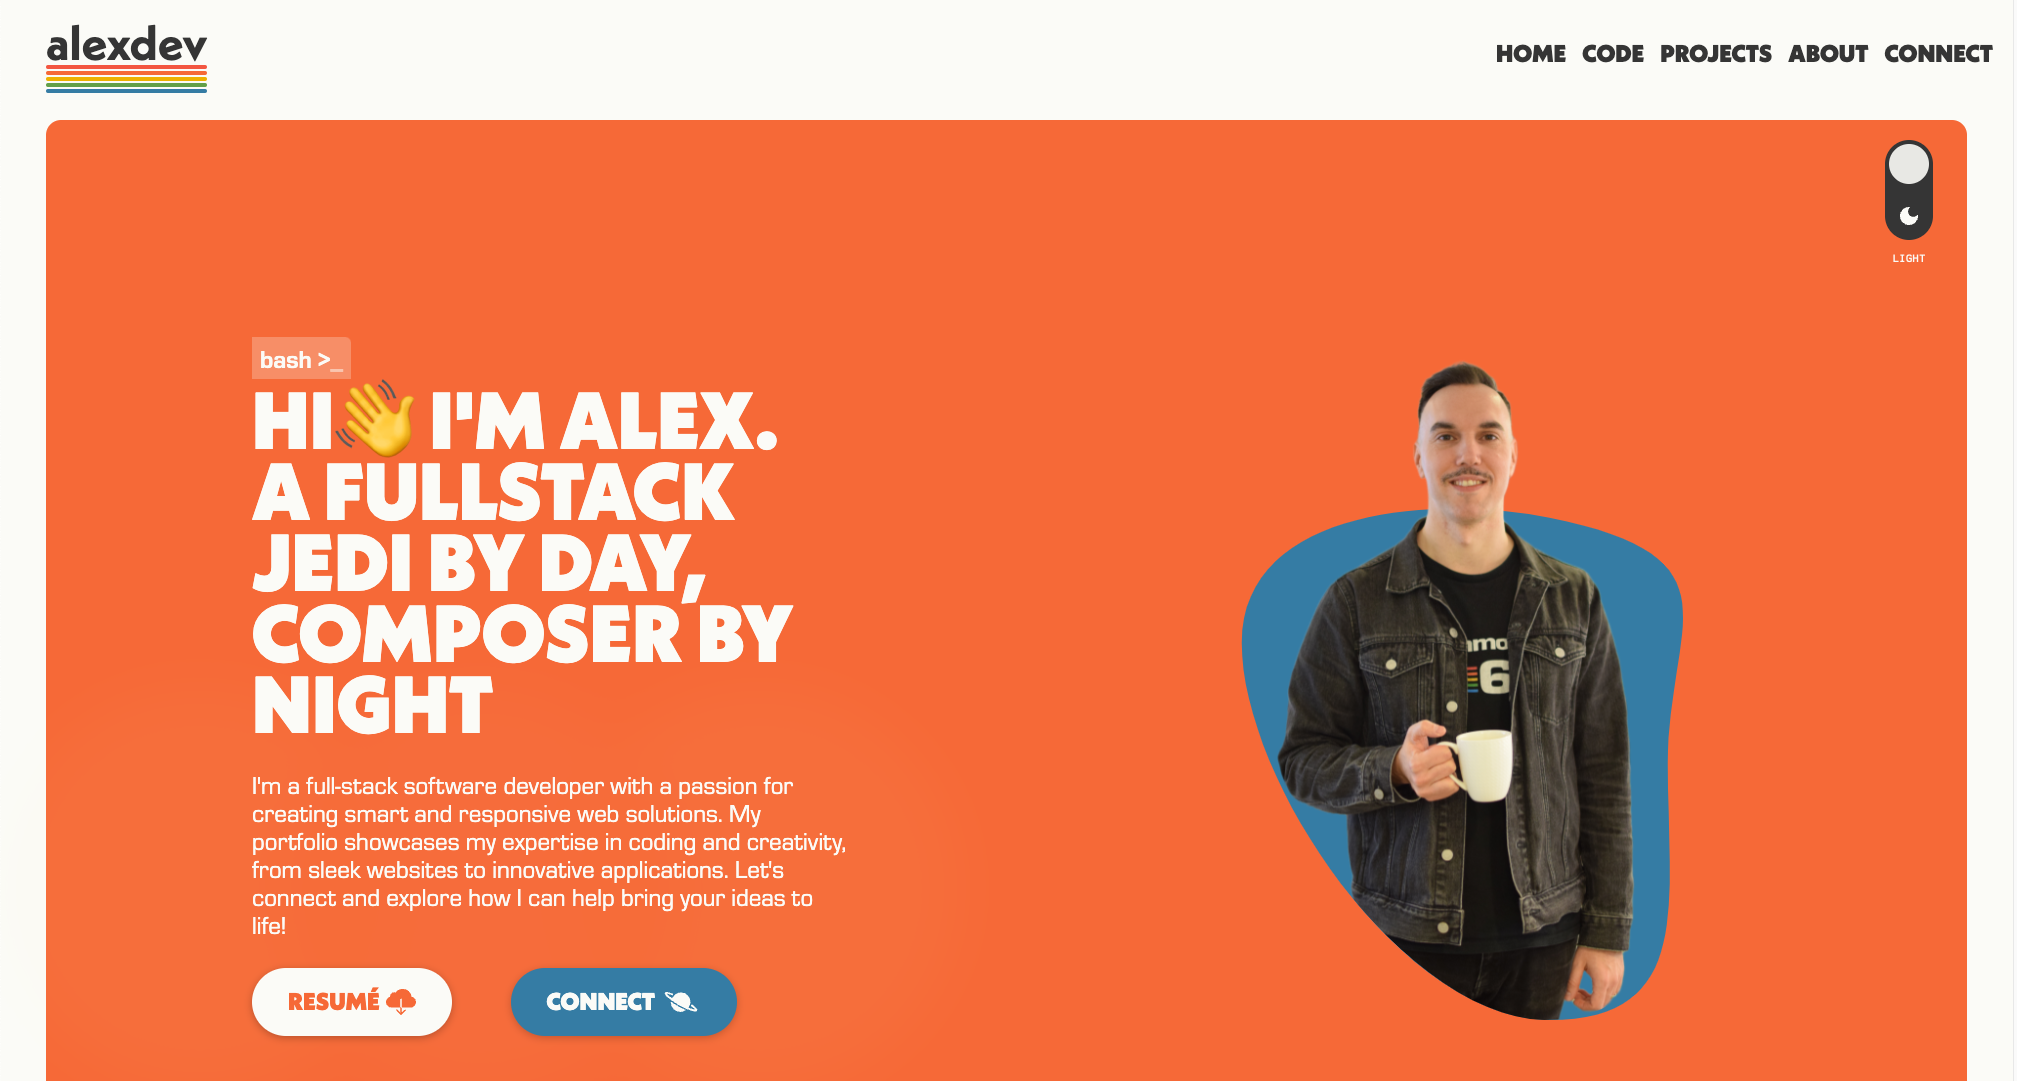 alexdev
HOME CODE PROJECTS ABOUT CONNECT
LIGHT
bash >_
HI👋 I'M ALEX.
A FULLSTACK
JEDI BY DAY,
COMPOSER BY
NIGHT
I'm a full-stack software developer with a passion for
creating smart and responsive web solutions. My
portfolio showcases my expertise in coding and creativity,
from sleek websites to innovative applications. Let's
connect and explore how I can help bring your ideas to
life!
RESUMÉ
CONNECT